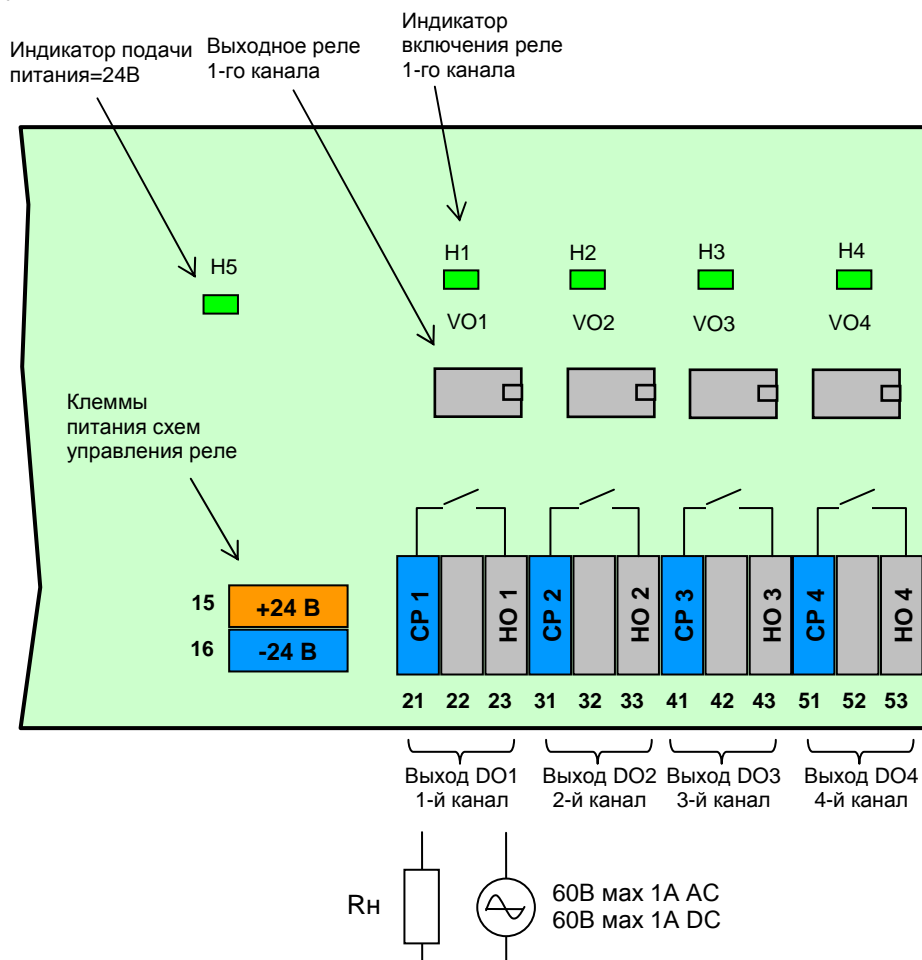 Индикатор подачи
питания=24В
Выходное реле
1-го канала
Индикатор
включения реле
1-го канала
H5
H1
H2
H3
H4
VO1
VO2
VO3
VO4
Клеммы
питания схем
управления реле
15
+24 В
16
-24 В
СР 1
НО 1
СР 2
НО 2
СР 3
НО 3
СР 4
НО 4
21 22 23 31 32 33 41 42 43 51 52 53
Выход DO1
1-й канал
Выход DO2
2-й канал
Выход DO3
3-й канал
Выход DO4
4-й канал
Rн
60В мах 1А AC
60В мах 1А DC